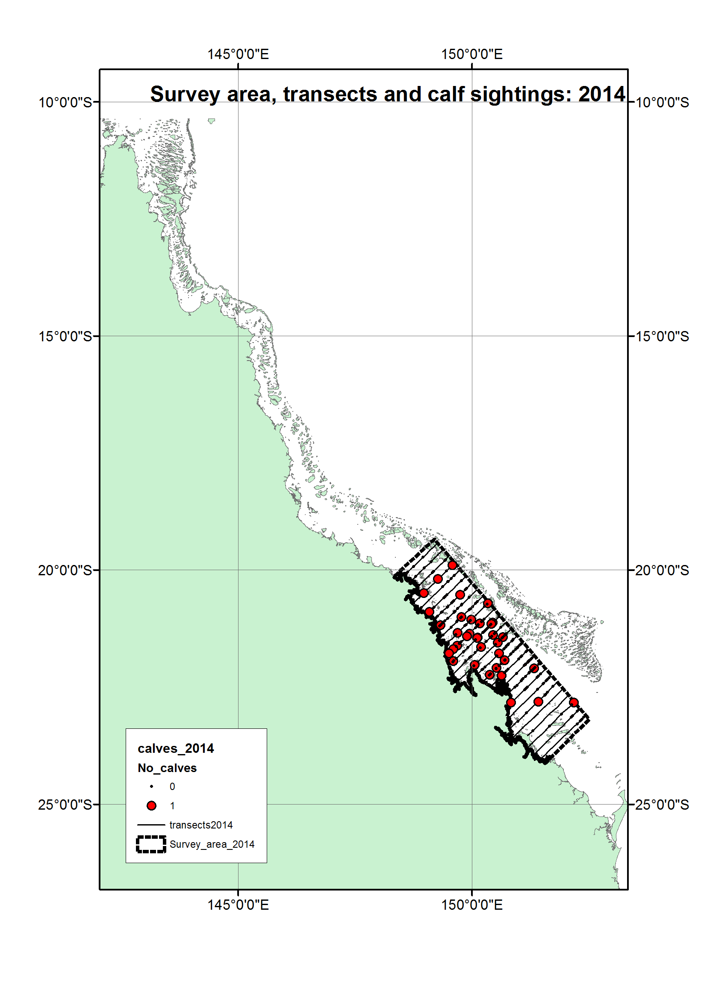 145°0'0"E 150°0'0"E
Survey area, transects and calf sightings: 2014
10°0'0"S 10°0'0"S
15°0'0"S 15°0'0"S
20°0'0"S 20°0'0"S
calves_2014
No_calves
0
1
transects2014
Survey_area_2014
25°0'0"S 25°0'0"S
145°0'0"E 150°0'0"E